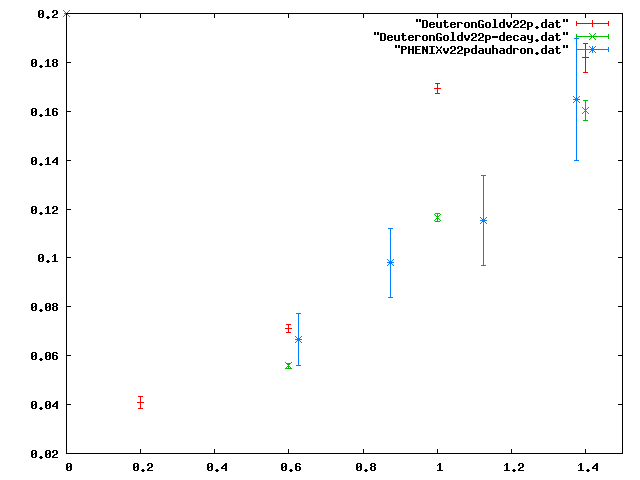 "DeuteronGoldv22p.dat"
"DeuteronGoldv22p-decay.dat"
"PHENIXv22pdauhadron.dat"
0.2
0.18
0.16
0.14
0.12
0.1
0.08
0.06
0.04
0.02
0 0.2 0.4 0.6 0.8 1 1.2 1.4